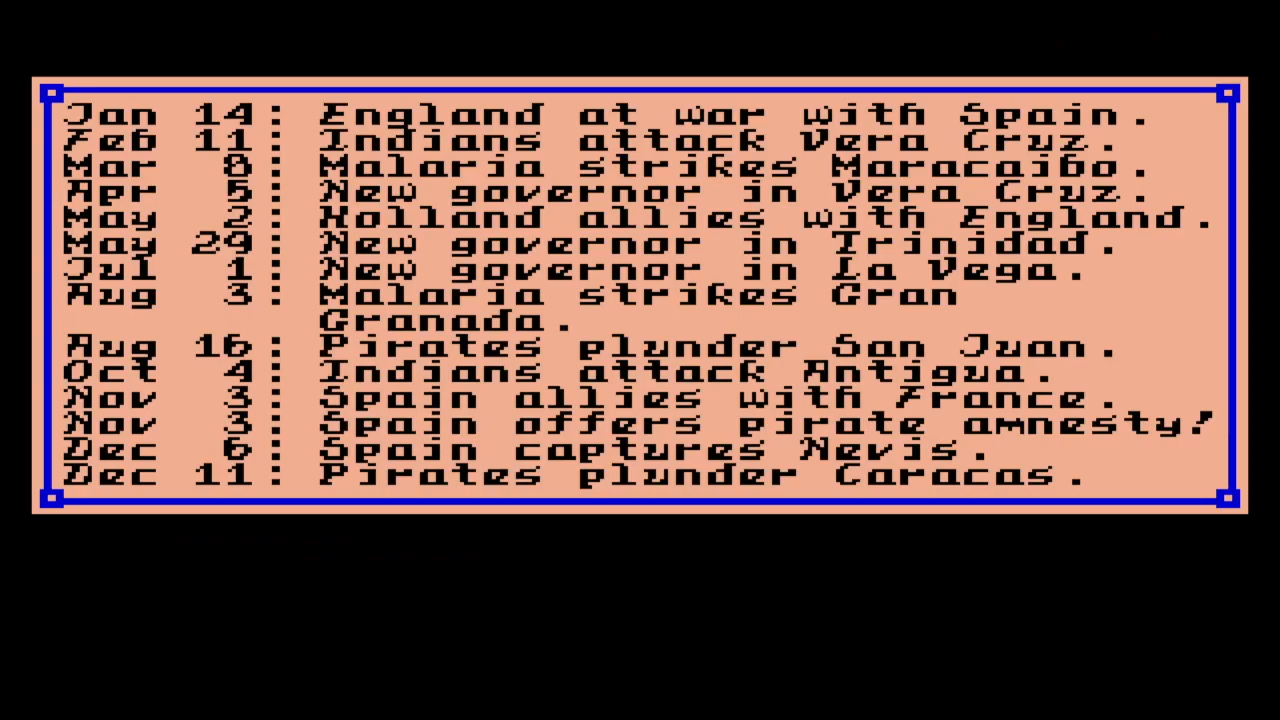 Jan 14: England at war with Spain.
Feb 11: Indians attack Vera Cruz.
Mar 8: Malaria strikes Maracaibo.
Apr 5: New governor in Vera Cruz.
May 2: Holland allies with England.
May 29: New governor in Trinidad.
Jul 1: New governor in La Vega.
Aug 3: Malaria strikes Gran
Granada.
Aug 16: Pirates plunder San Juan.
Oct 4: Indians attack Antigua.
Nov 3: Spain allies with France.
Nov 3: Spain offers pirate amnesty!
Dec 6: Spain captures Nevis.
Dec 11: Pirates plunder Caracas.